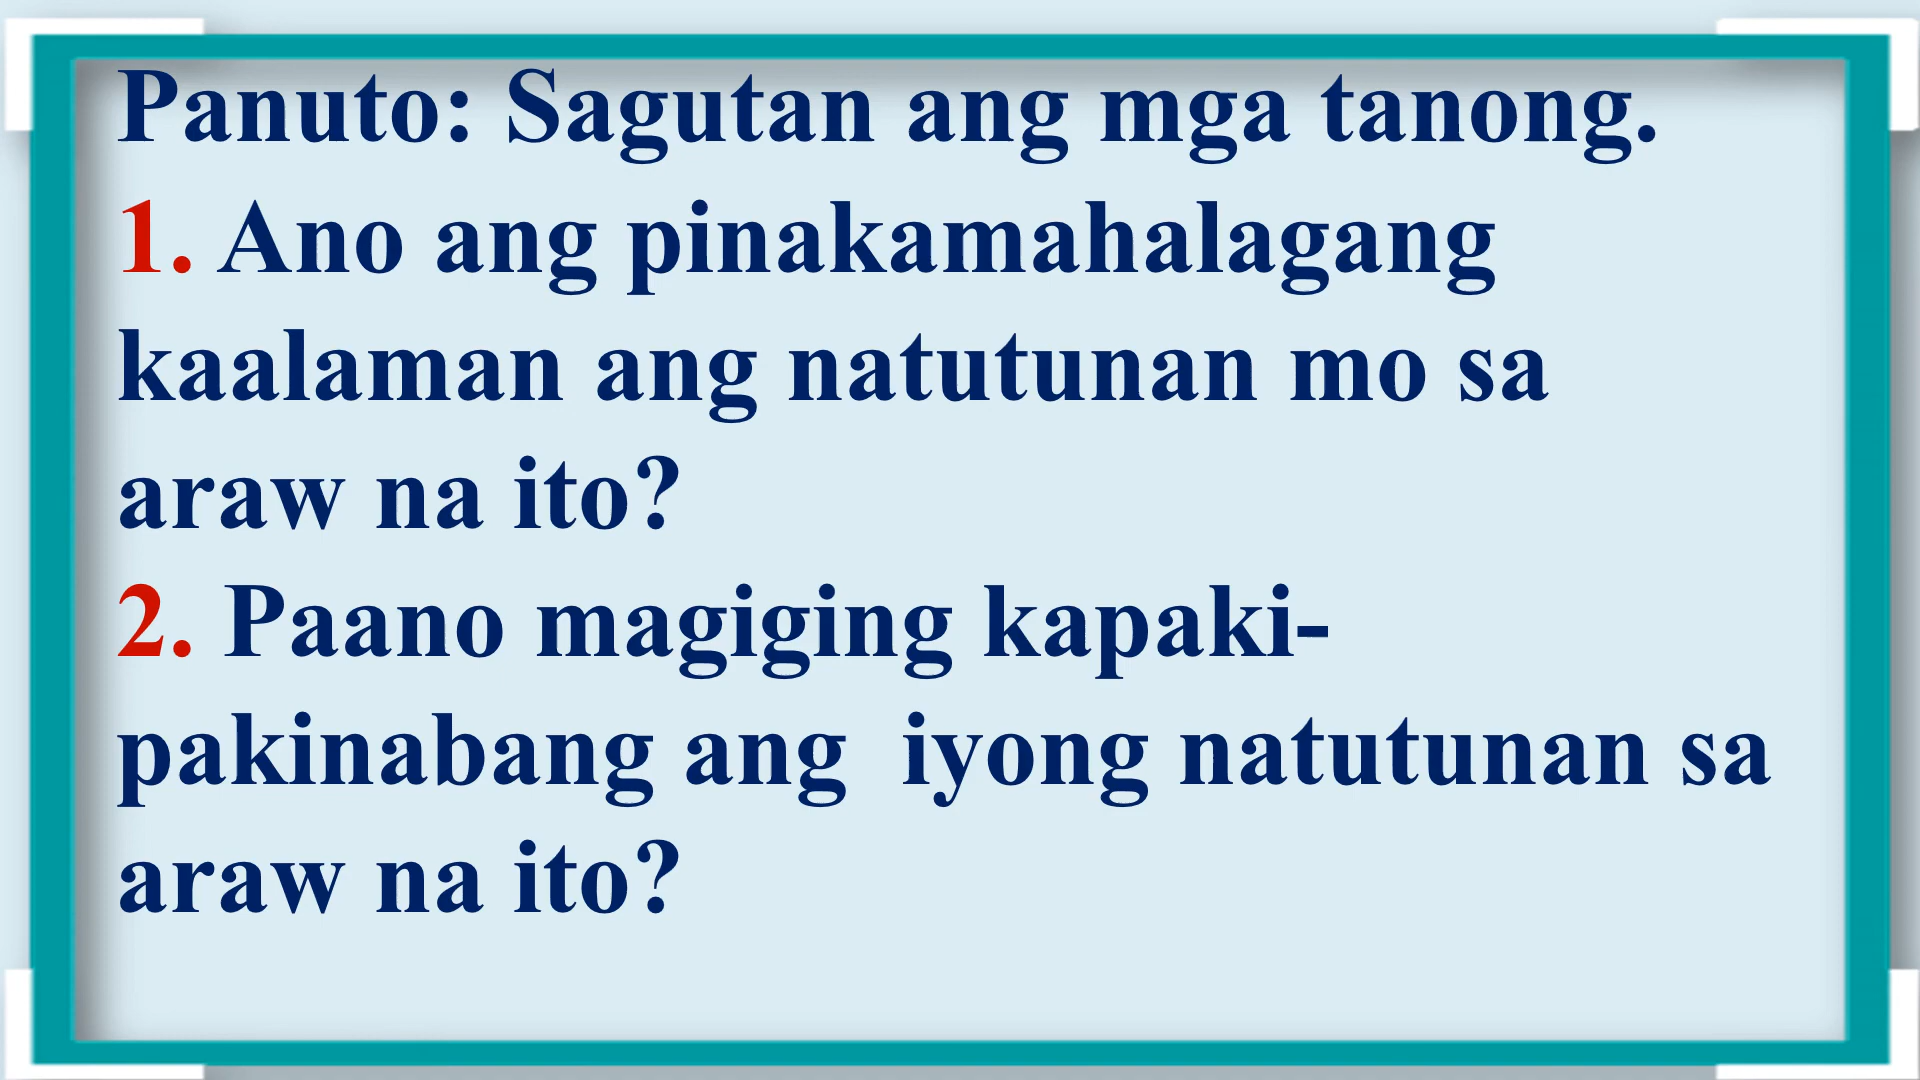 Panuto: Sagutan ang mga tanong.
1. Ano ang pinakamahalagang
kaalaman ang natutunan mo sa
araw na ito?
2. Paano magiging kapaki-
pakinabang ang  iyong natutunan sa
araw na ito?